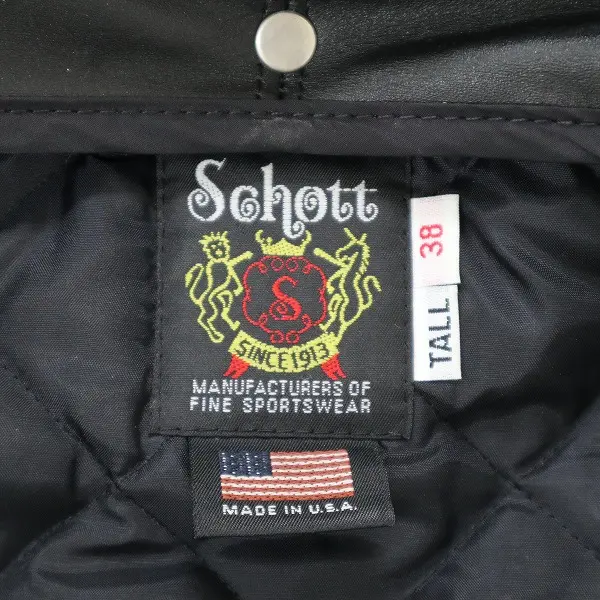 Schott
38
TALL
S
SINCE 1913
MANUFACTURERS OF
FINE SPORTSWEAR
MADE IN U.S.A.